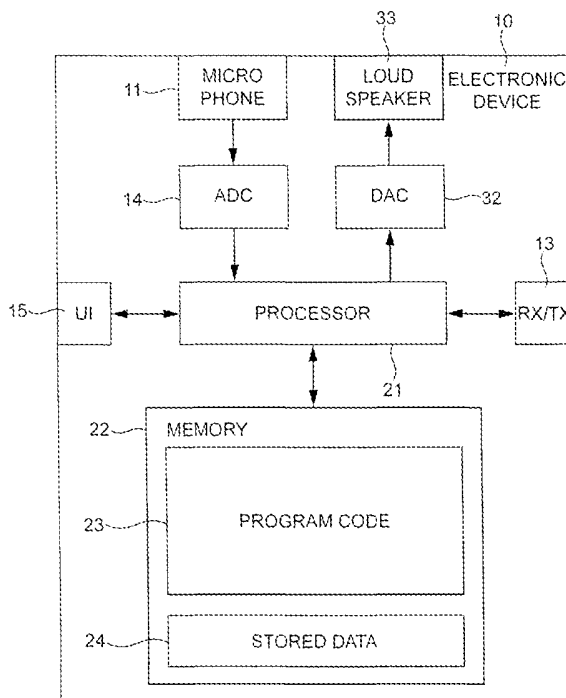 33
10
MICRO
PHONE
11
LOUD
SPEAKER
ELECTRONIC
DEVICE
14
ADC
DAC
32
13
15
UI
PROCESSOR
RX/TX
21
22
MEMORY
23
PROGRAM CODE
24
STORED DATA